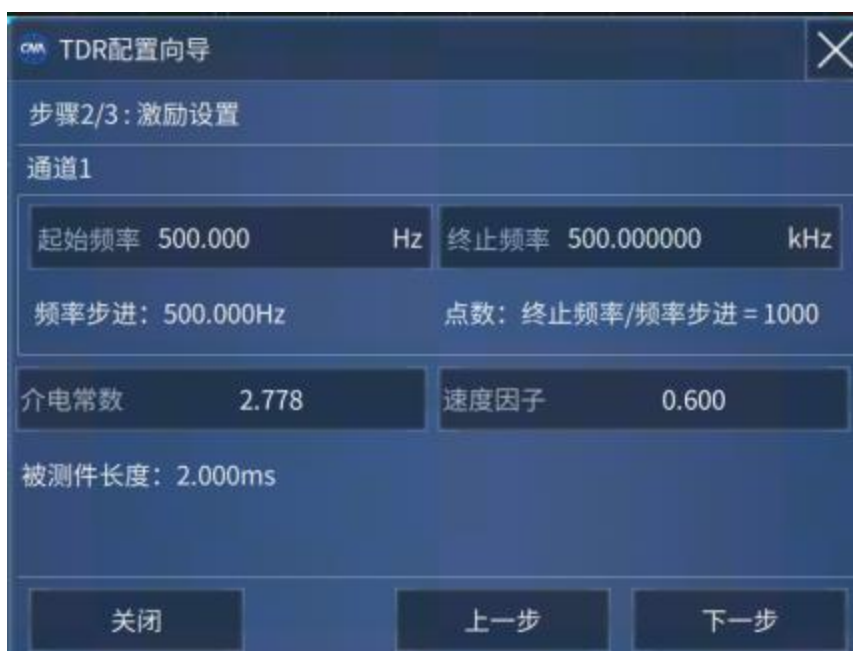 CNA TDR配置向导
步骤2/3 : 激励设置
通道1
起始频率 500.000 Hz 终止频率 500.000000 kHz
频率步进：500.000Hz 点数：终止频率/频率步进 = 1000
介电常数 2.778 速度因子 0.600
被测件长度：2.000ms
关闭 上一步 下一步